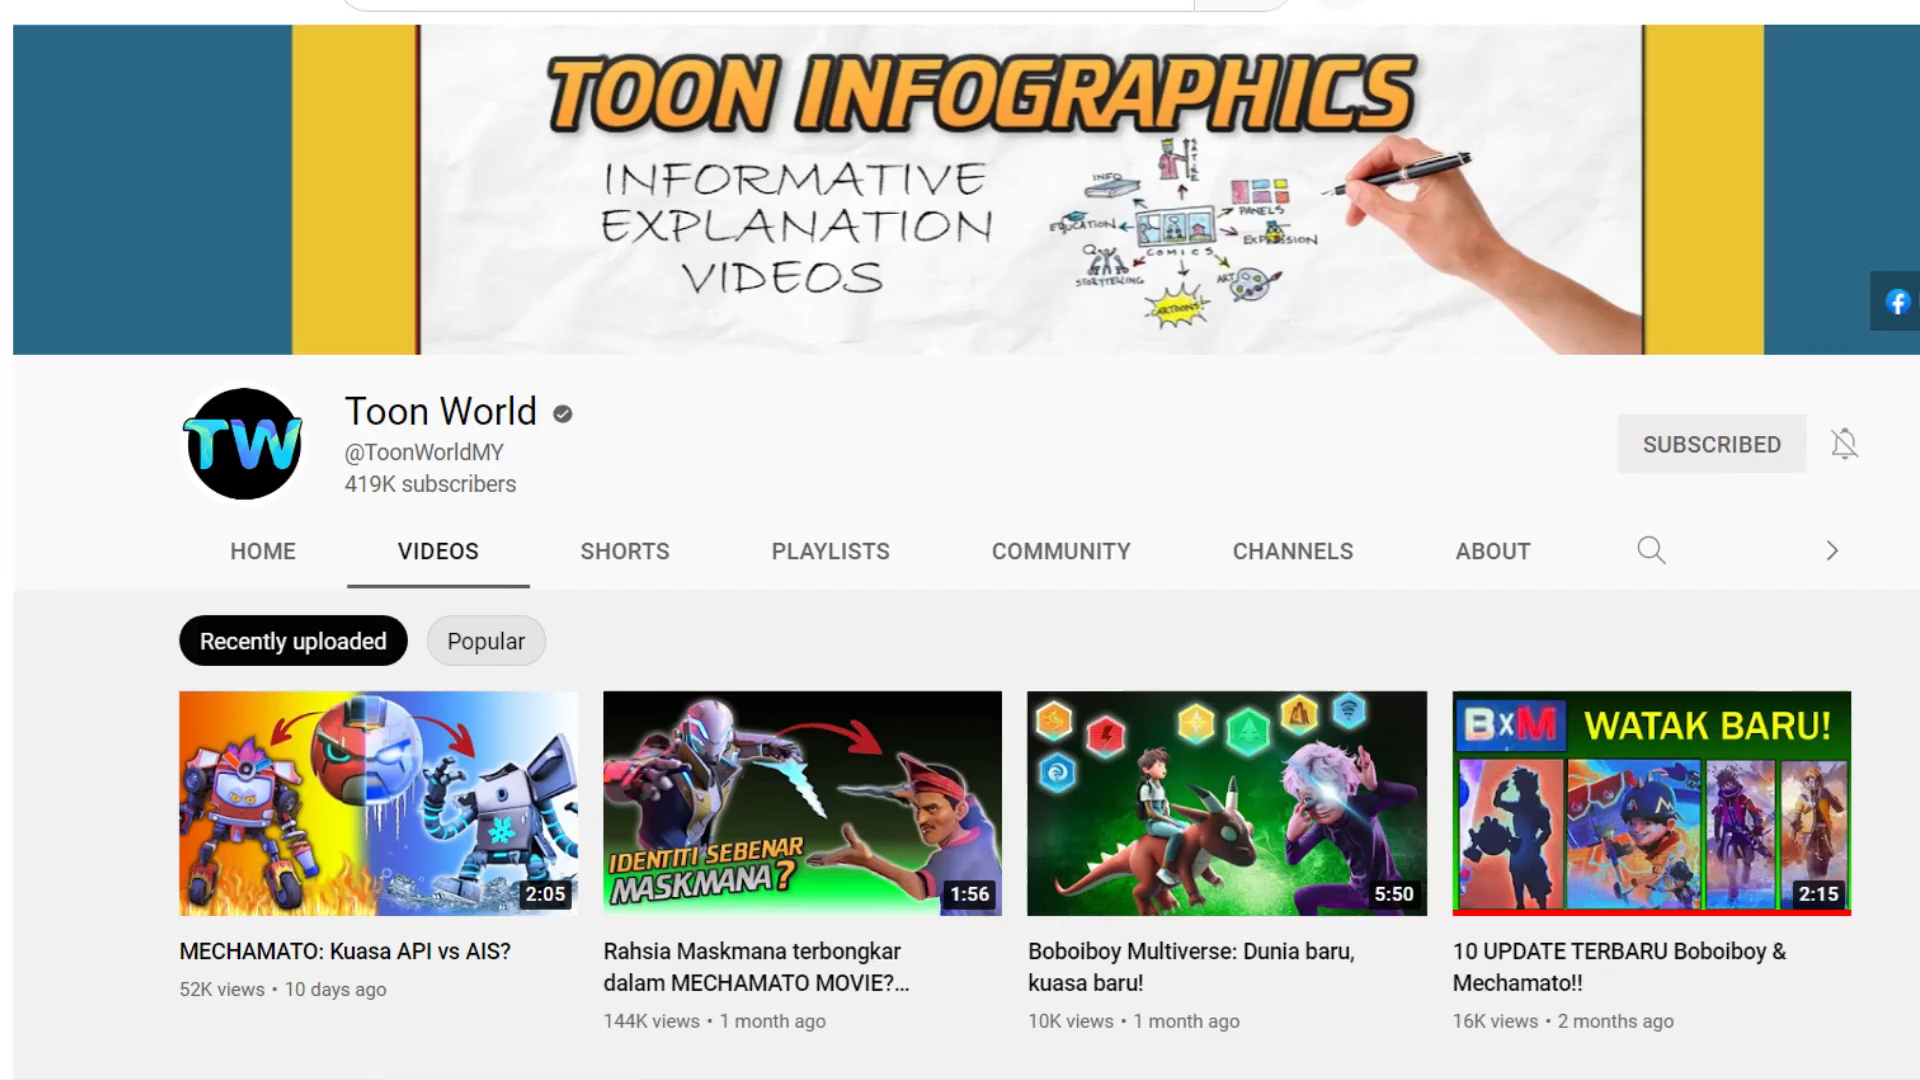 TOON INFOGRAPHICS
INFORMATIVE
EXPLANATION
VIDEOS
SATIRE
INFO
PANELS
EDUCATION
EXPRESSION
COMICS
STORYTELLING
ART
CARTOONS!
TW
Toon World
@ToonWorldMY
419K subscribers
SUBSCRIBED
HOME VIDEOS SHORTS PLAYLISTS COMMUNITY CHANNELS ABOUT
Recently uploaded Popular
2:05
IDENTITI SEBENAR
MASKMANA?
1:56
5:50
BxM WATAK BARU!
2:15
MECHAMATO: Kuasa API vs AIS?
52K views • 10 days ago
Rahsia Maskmana terbongkar
dalam MECHAMATO MOVIE?...
144K views • 1 month ago
Boboiboy Multiverse: Dunia baru,
kuasa baru!
10K views • 1 month ago
10 UPDATE TERBARU Boboiboy &
Mechamato!!
16K views • 2 months ago